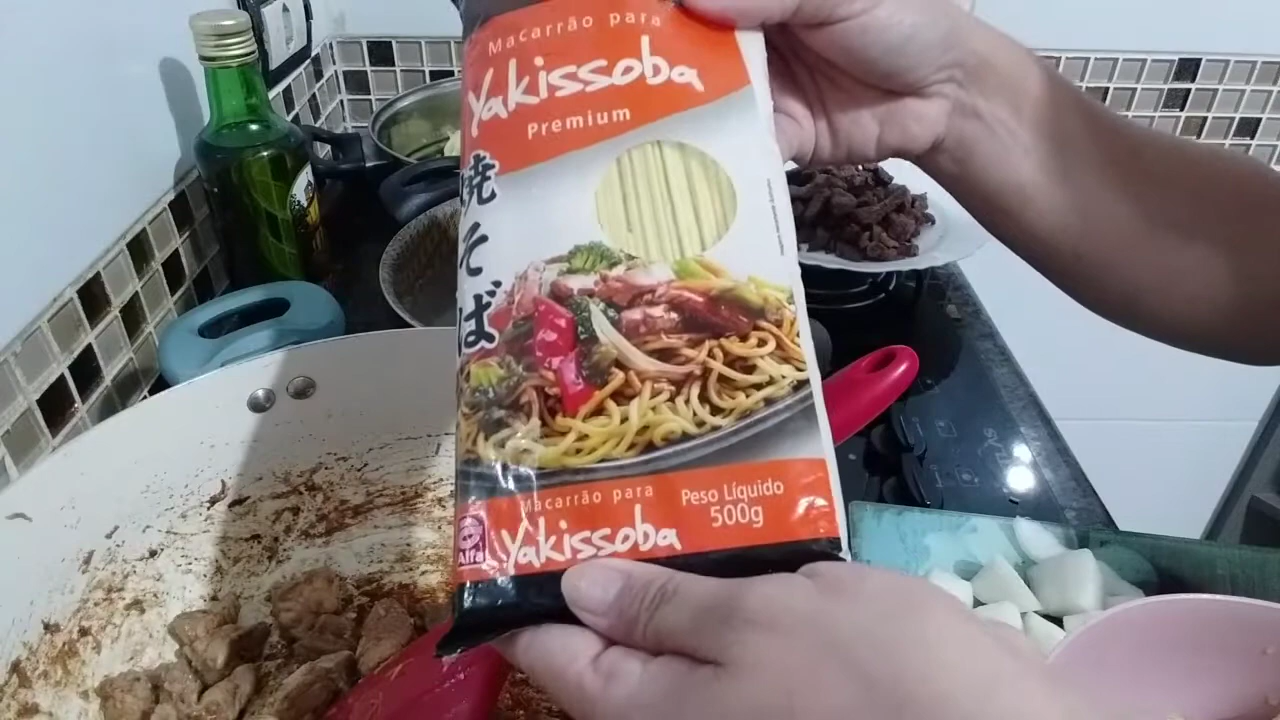 Macarrão para
Yakissoba
Premium
焼そば
Macarrão para
Yakissoba
Peso Líquido
500g
Alfa